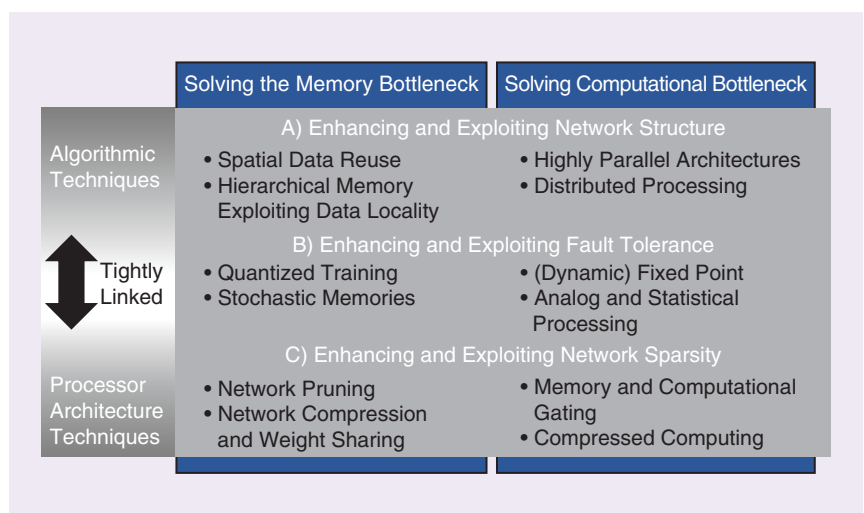 Solving the Memory Bottleneck
Solving Computational Bottleneck
Algorithmic
Techniques
Tightly
Linked
Processor
Architecture
Techniques
A) Enhancing and Exploiting Network Structure
• Spatial Data Reuse
• Hierarchical Memory
Exploiting Data Locality
• Highly Parallel Architectures
• Distributed Processing
B) Enhancing and Exploiting Fault Tolerance
• Quantized Training
• Stochastic Memories
• (Dynamic) Fixed Point
• Analog and Statistical
Processing
C) Enhancing and Exploiting Network Sparsity
• Network Pruning
• Network Compression
and Weight Sharing
• Memory and Computational
Gating
• Compressed Computing